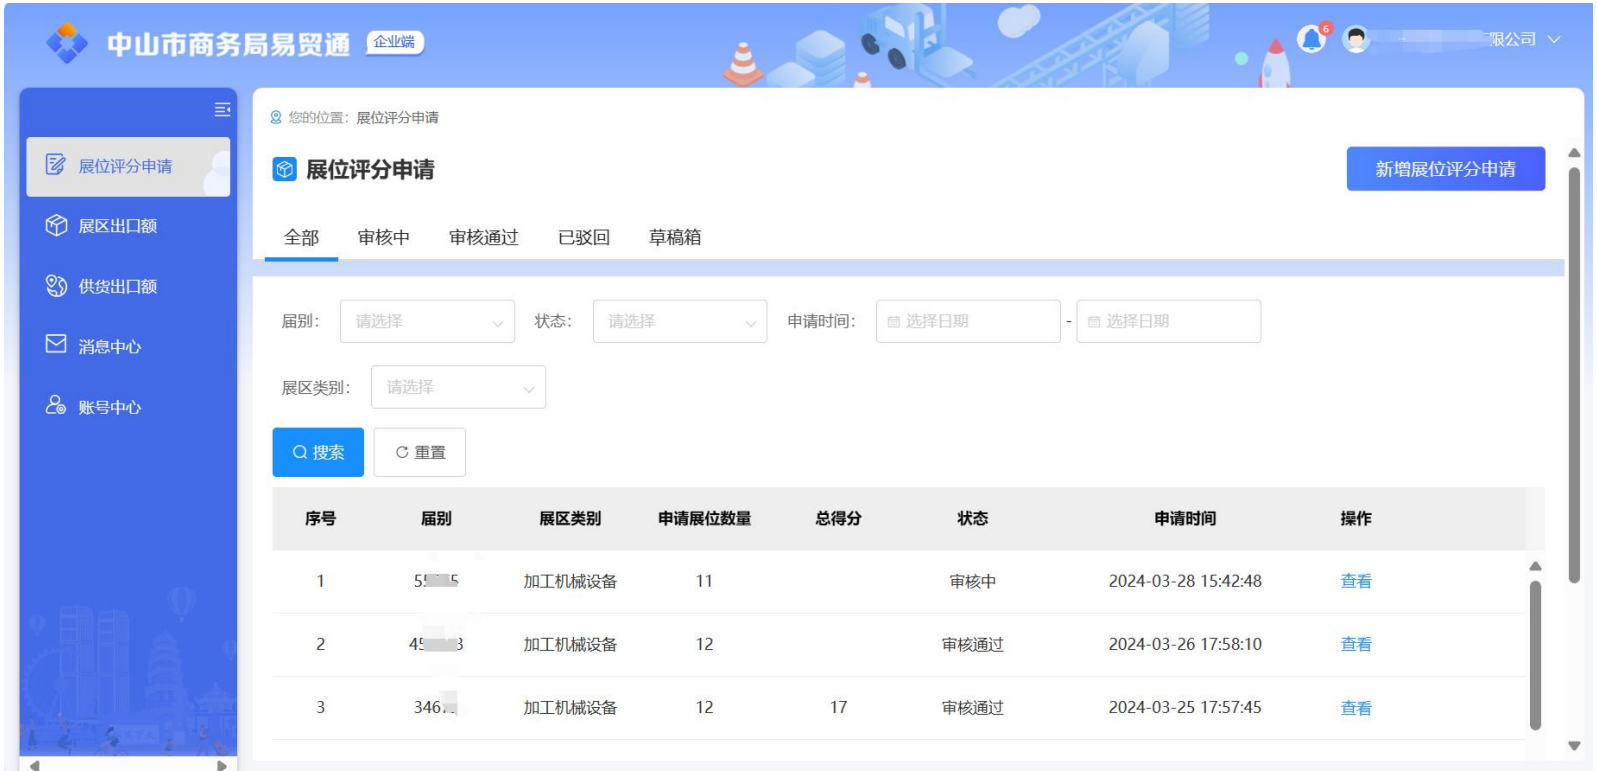 中山市商务局易贸通 企业端
6 限公司
您的位置：展位评分申请
展位评分申请
展区出口额
供货出口额
消息中心
账号中心
展位评分申请 新增展位评分申请
全部 审核中 审核通过 已驳回 草稿箱
届别： 请选择 状态： 请选择 申请时间： 选择日期 - 选择日期
展区类别： 请选择
搜索 重置
序号 届别 展区类别 申请展位数量 总得分 状态 申请时间 操作
1 加工机械设备 11 审核中 2024-03-28 15:42:48 查看
2 加工机械设备 12 审核通过 2024-03-26 17:58:10 查看
3 加工机械设备 12 17 审核通过 2024-03-25 17:57:45 查看